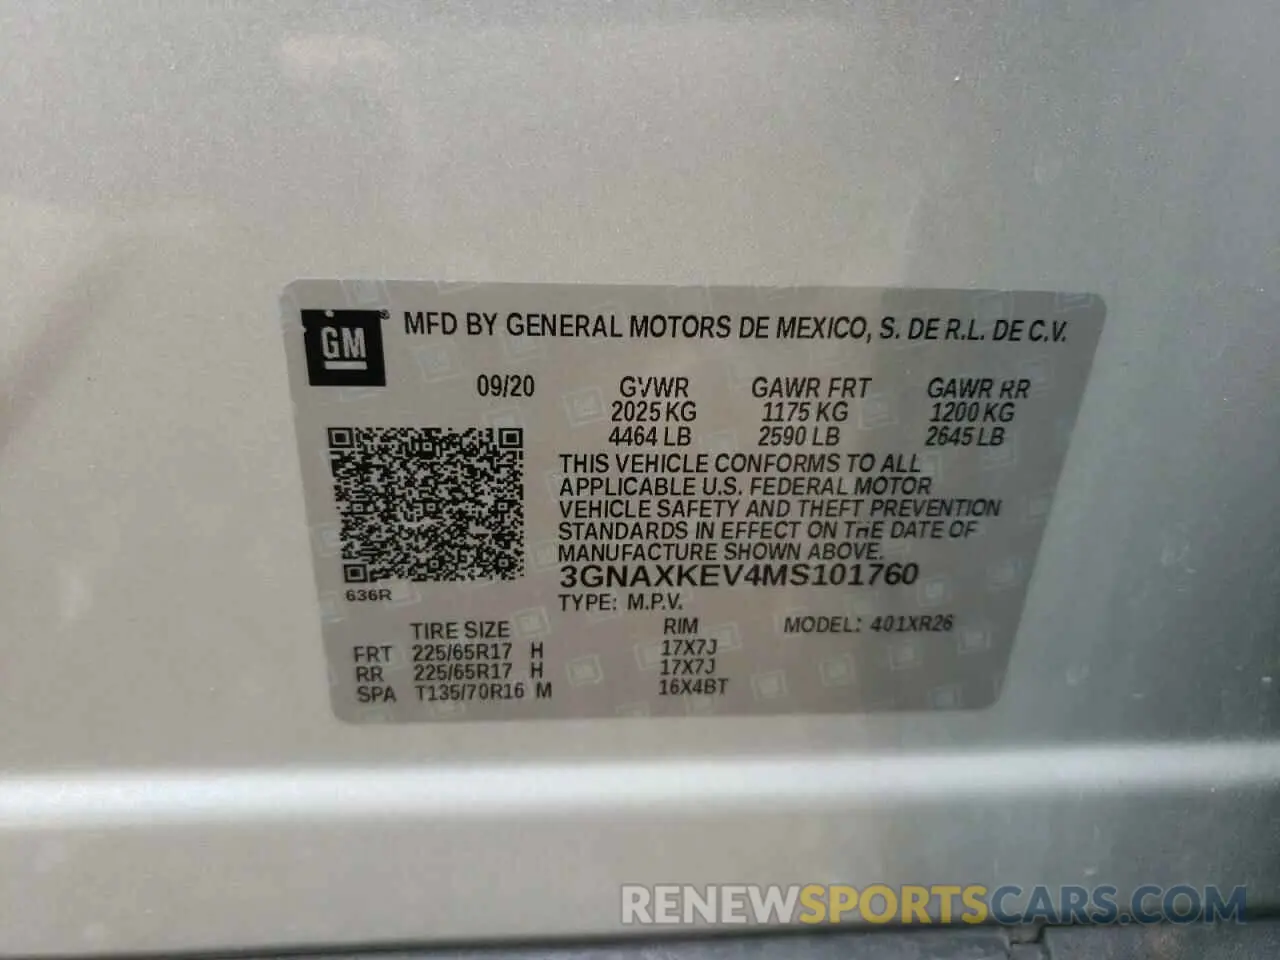 GM ® MFD BY GENERAL MOTORS DE MEXICO, S. DE R.L. DE C.V.
09/20 GVWR GAWR FRT GAWR RR
2025 KG 1175 KG 1200 KG
4464 LB 2590 LB 2645 LB
THIS VEHICLE CONFORMS TO ALL
APPLICABLE U.S. FEDERAL MOTOR
VEHICLE SAFETY AND THEFT PREVENTION
STANDARDS IN EFFECT ON THE DATE OF
MANUFACTURE SHOWN ABOVE.
3GNAXKEV4MS101760
636R
TYPE: M.P.V.
TIRE SIZE RIM MODEL: 401XR26
FRT 225/65R17 H 17X7J
RR 225/65R17 H 17X7J
SPA T135/70R16 M 16X4BT
RENEWSPORTSCARS.COM